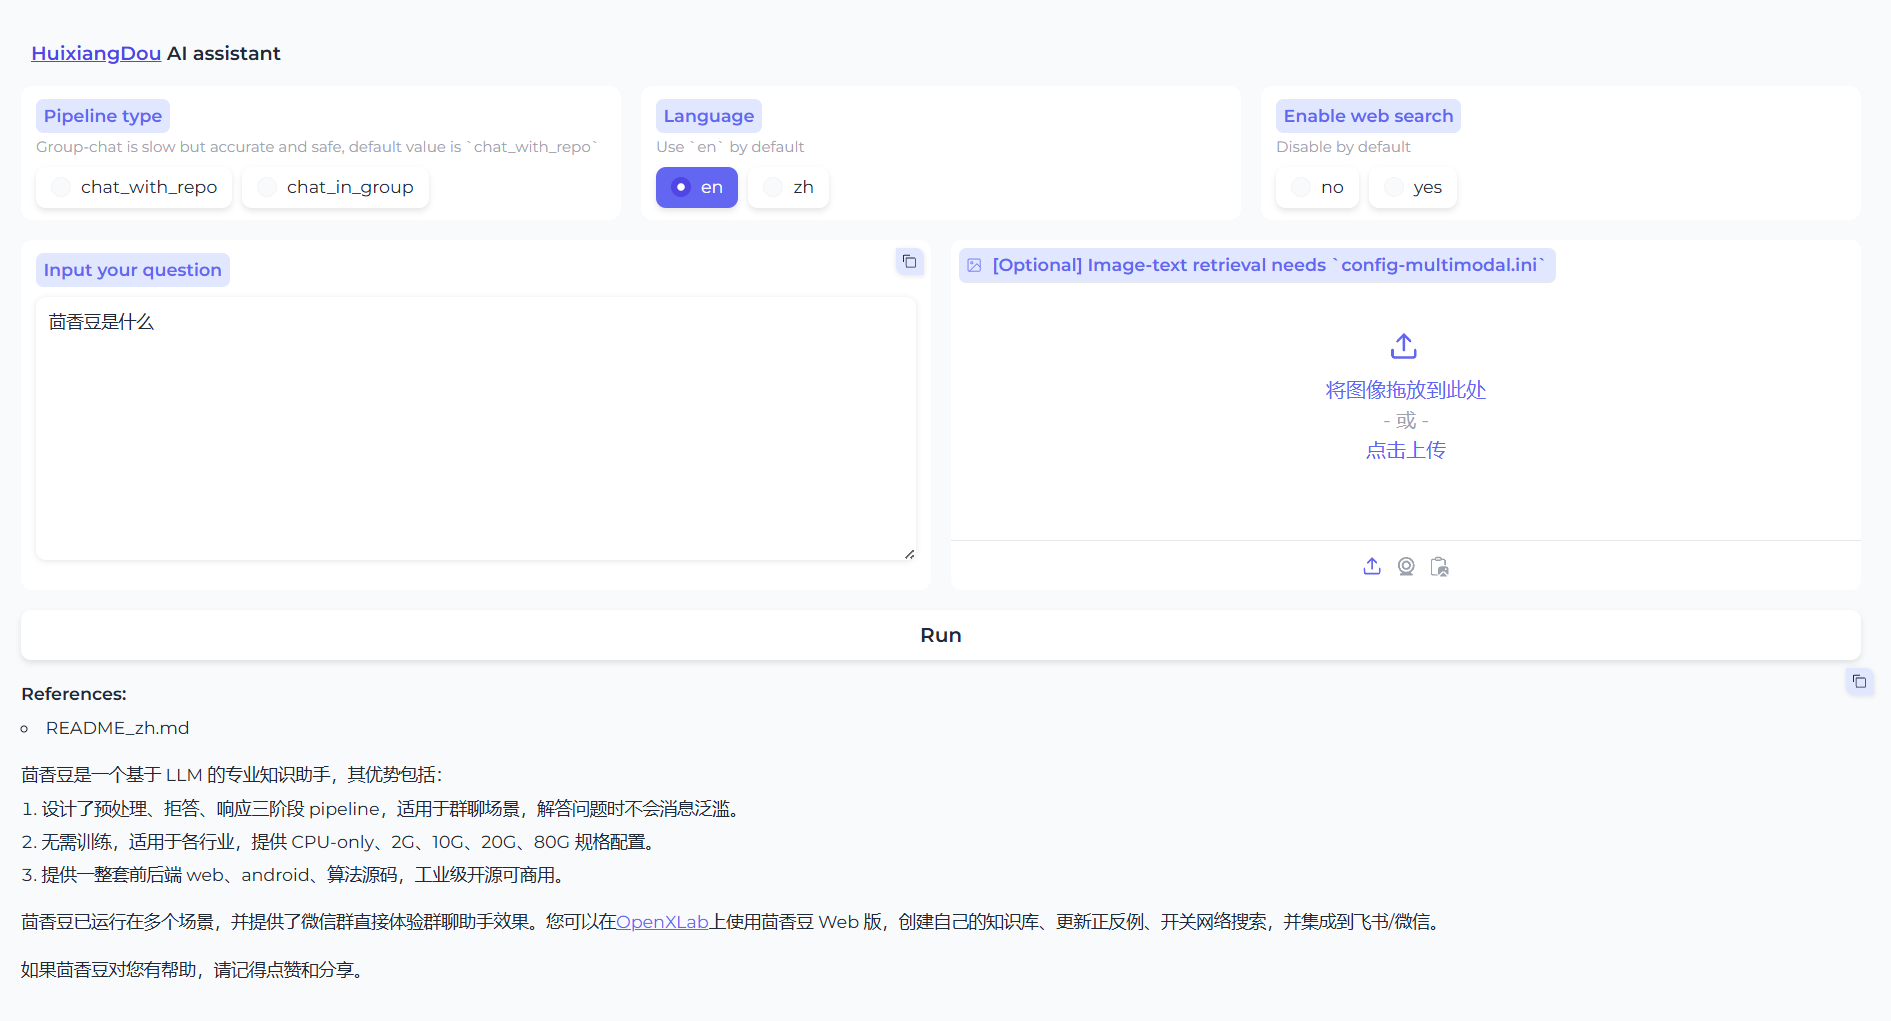 HuixiangDou AI assistant
Pipeline type
Group-chat is slow but accurate and safe, default value is `chat_with_repo`
chat_with_repo
chat_in_group
Language
Use `en` by default
en
zh
Enable web search
Disable by default
no
yes
Input your question
茴香豆是什么
[Optional] Image-text retrieval needs `config-multimodal.ini`
将图像拖放到此处
- 或 -
点击上传
Run
References:
README_zh.md
茴香豆是一个基于 LLM 的专业知识助手，其优势包括：
1. 设计了预处理、拒答、响应三阶段 pipeline，适用于群聊场景，解答问题时不会消息泛滥。
2. 无需训练，适用于各行业，提供 CPU-only、2G、10G、20G、80G 规格配置。
3. 提供一整套前后端 web、android、算法源码，工业级开源可商用。
茴香豆已运行在多个场景，并提供了微信群直接体验群聊助手效果。您可以在OpenXLab上使用茴香豆 Web 版，创建自己的知识库、更新正反例、开关网络搜索，并集成到飞书/微信。
如果茴香豆对您有帮助，请记得点赞和分享。